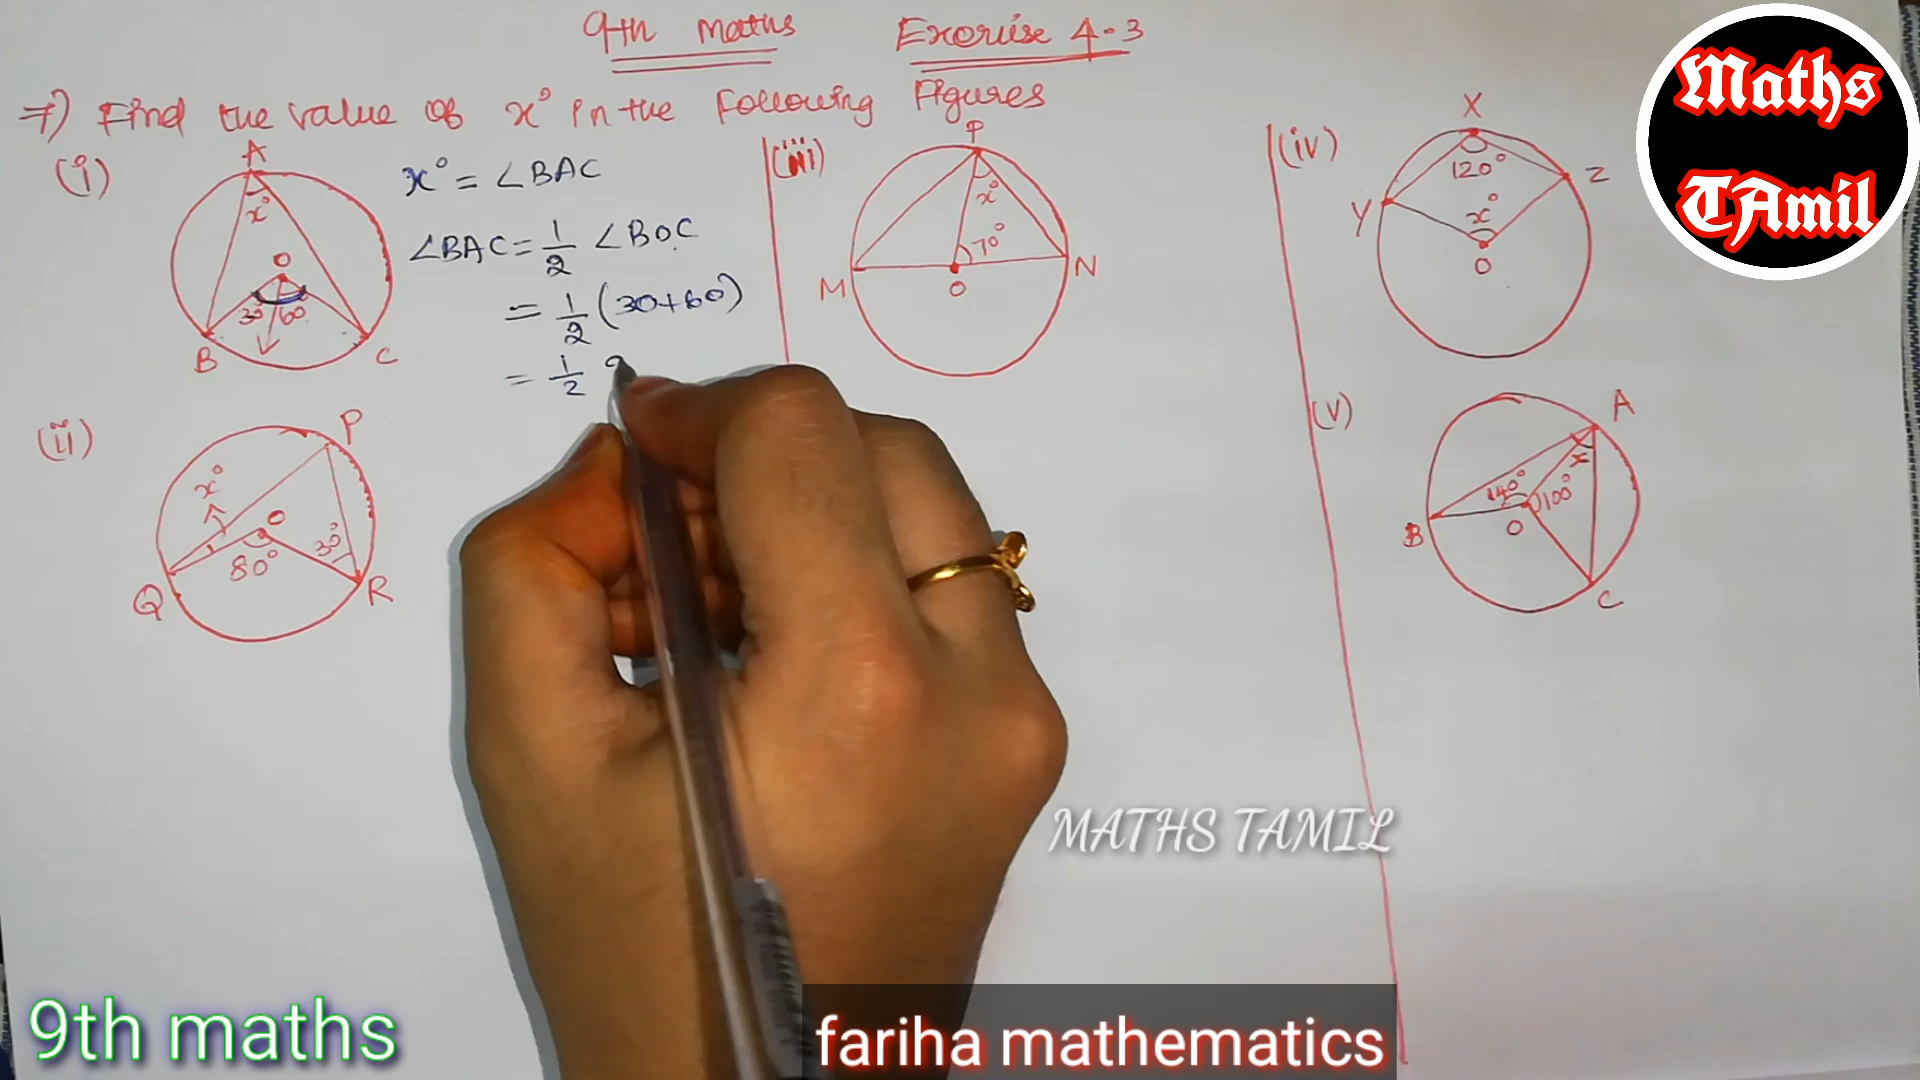 9th Maths Exercise 4.3
7) Find the value of x° in the following figures
(i)
A
x°
O
30 60
B
C
x° = ∠BAC
∠BAC = 1/2 ∠BOC
= 1/2 (30+60)
= 1/2 9
(ii)
P
x°
O
80°
30°
Q
R
(iii)
P
x°
70°
M
O
N
(iv)
X
120°
Y
Z
x°
O
(v)
A
x
140°
100°
B
O
C
Maths
TAmil
MATHS TAMIL
9th maths
fariha mathematics